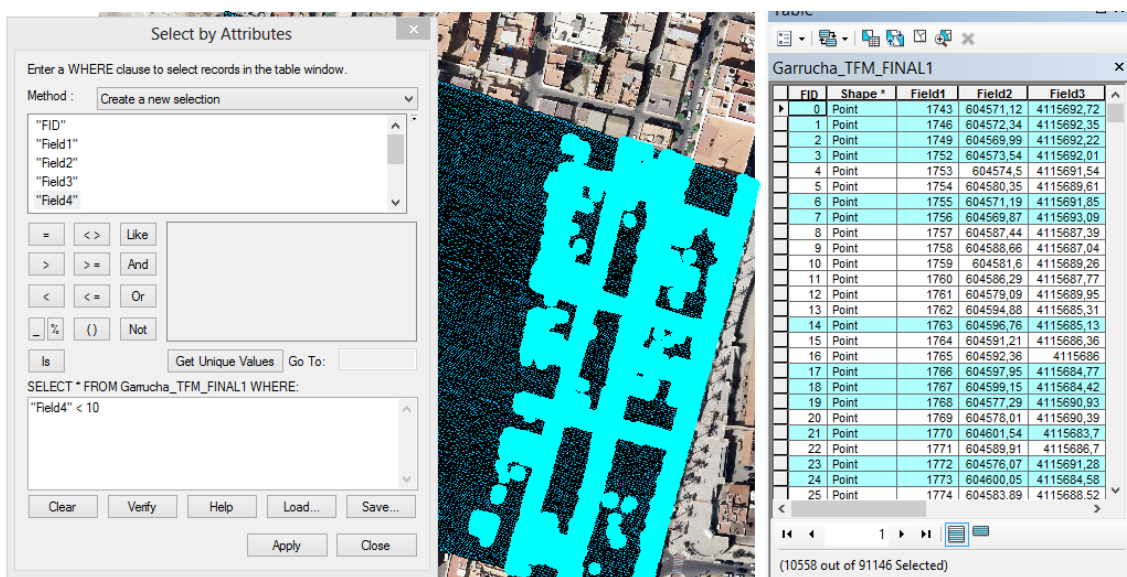 Select by Attributes
Enter a WHERE clause to select records in the table window.
Method : Create a new selection
"FID"
"Field1"
"Field2"
"Field3"
"Field4"
= < > Like
> > = And
< < = Or
_ % ( ) Not
Is Get Unique Values Go To:
SELECT * FROM Garrucha_TFM_FINAL1 WHERE:
"Field4" < 10
Clear Verify Help Load... Save...
Apply Close
Table
Garrucha_TFM_FINAL1
FID Shape * Field1 Field2 Field3
0 Point 1743 604571,12 4115692,72
1 Point 1746 604572,34 4115692,35
2 Point 1749 604569,99 4115692,22
3 Point 1752 604573,54 4115692,01
4 Point 1753 604574,5 4115691,54
5 Point 1754 604580,35 4115689,61
6 Point 1755 604571,19 4115691,85
7 Point 1756 604569,87 4115693,09
8 Point 1757 604587,44 4115687,39
9 Point 1758 604588,66 4115687,04
10 Point 1759 604581,6 4115689,26
11 Point 1760 604586,29 4115687,77
12 Point 1761 604579,09 4115689,95
13 Point 1762 604594,88 4115685,31
14 Point 1763 604596,76 4115685,13
15 Point 1764 604591,21 4115686,36
16 Point 1765 604592,36 4115686
17 Point 1766 604597,95 4115684,77
18 Point 1767 604599,15 4115684,42
19 Point 1768 604577,29 4115690,93
20 Point 1769 604578,01 4115690,39
21 Point 1770 604601,54 4115683,7
22 Point 1771 604589,91 4115686,7
23 Point 1772 604576,07 4115691,28
24 Point 1773 604600,05 4115684,58
25 Point 1774 604583,89 4115688,52
1
(10558 out of 91146 Selected)